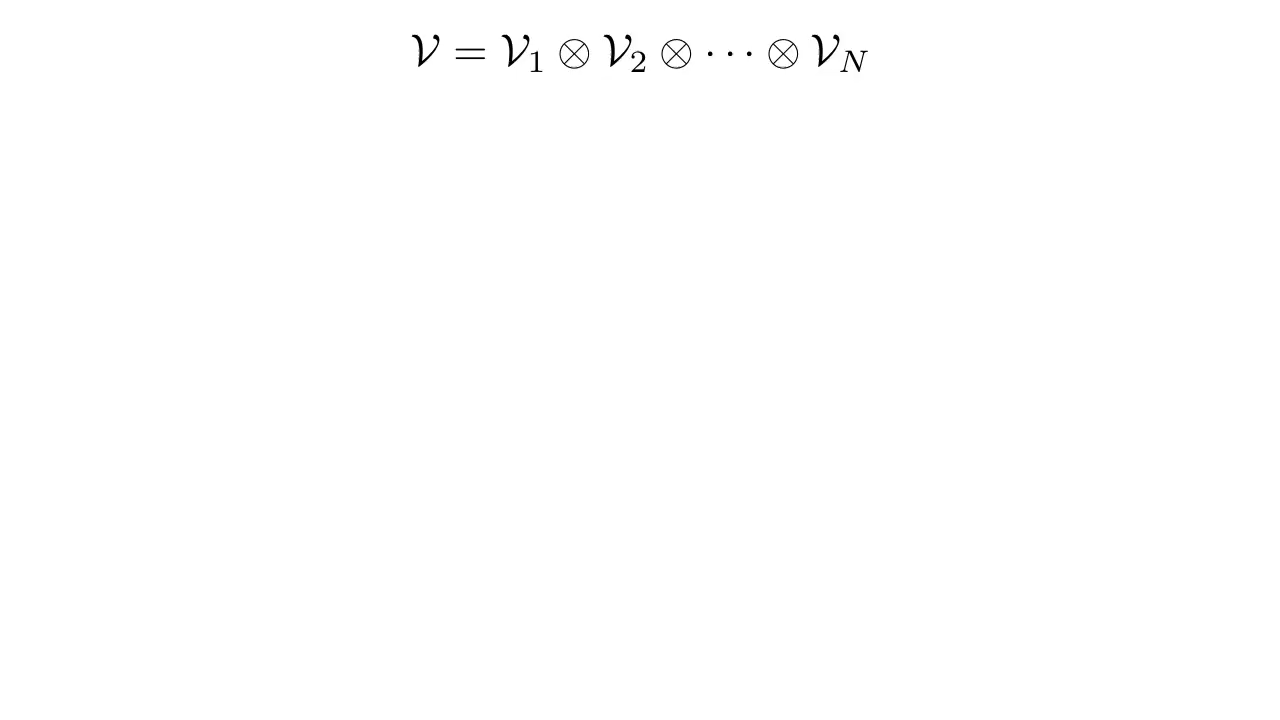 𝒱 = 𝒱₁ ⊗ 𝒱₂ ⊗ ⋯ ⊗ 𝒱_N